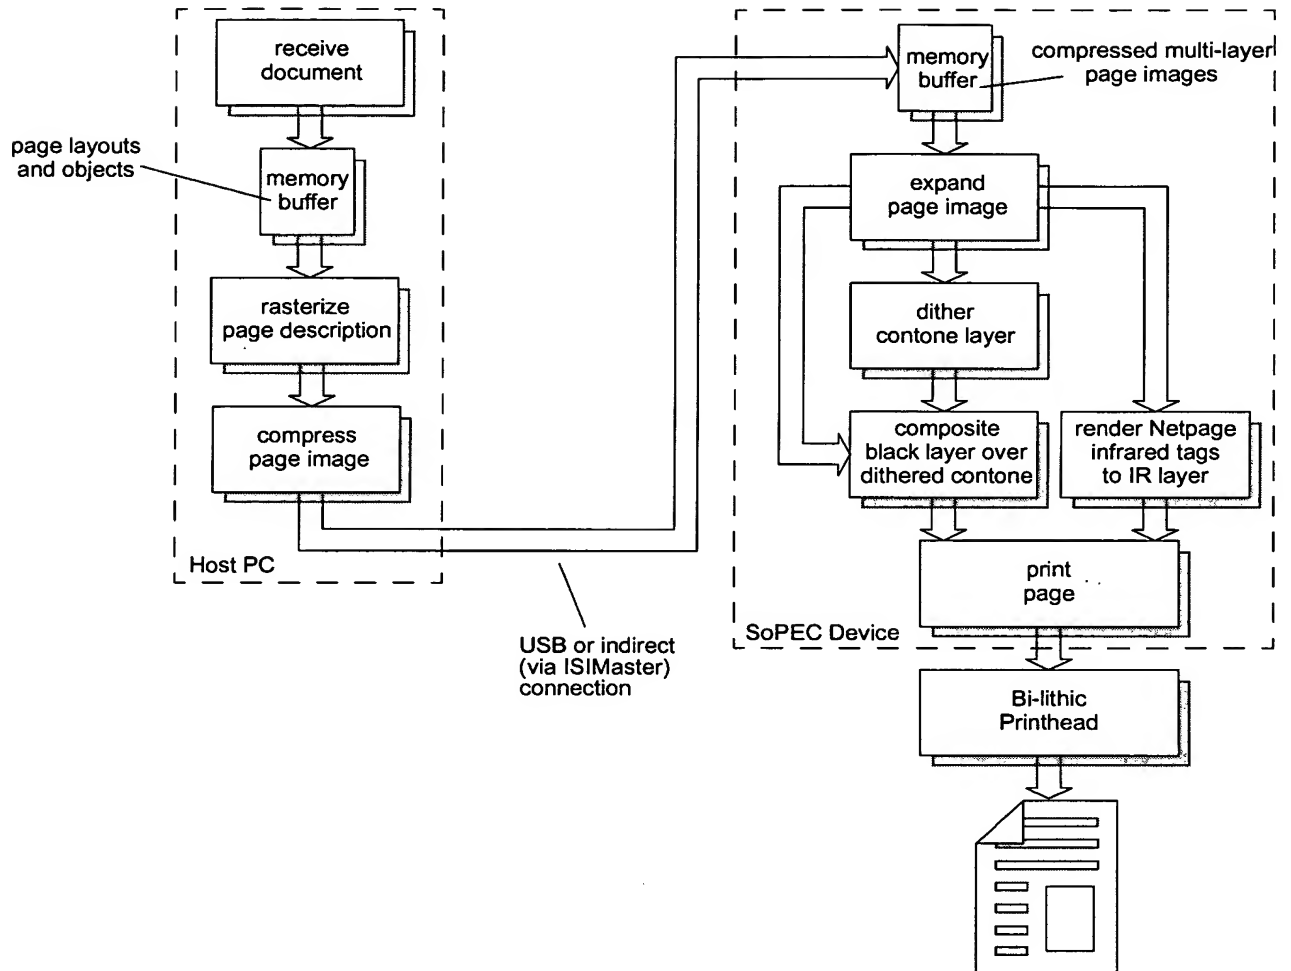 receive
document
page layouts
and objects
memory
buffer
rasterize
page description
compress
page image
Host PC
USB or indirect
(via ISIMaster)
connection
memory
buffer
compressed multi-layer
page images
expand
page image
dither
contone layer
composite
black layer over
dithered contone
render Netpage
infrared tags
to IR layer
print
page
SoPEC Device
Bi-lithic
Printhead